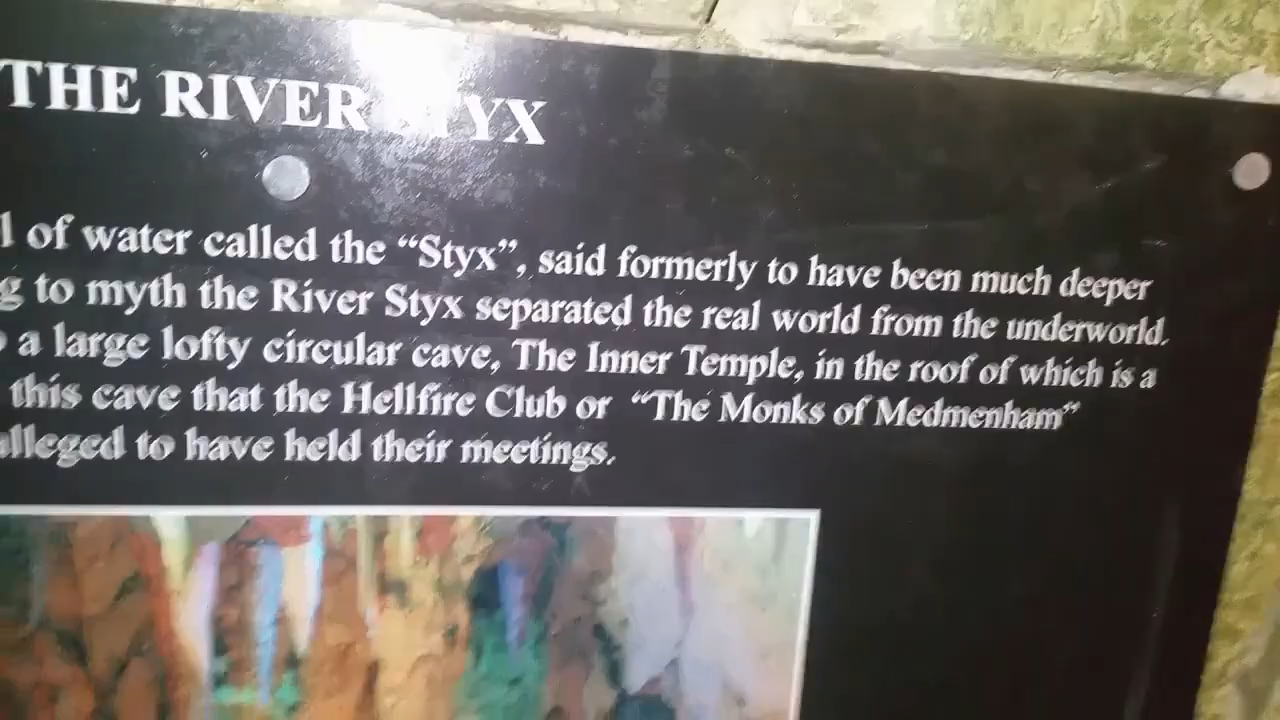 THE RIVER STYX
of water called the “Styx”, said formerly to have been much deeper
to myth the River Styx separated the real world from the underworld.
a large lofty circular cave, The Inner Temple, in the roof of which is a
this cave that the Hellfire Club or “The Monks of Medmenham”
alleged to have held their meetings.